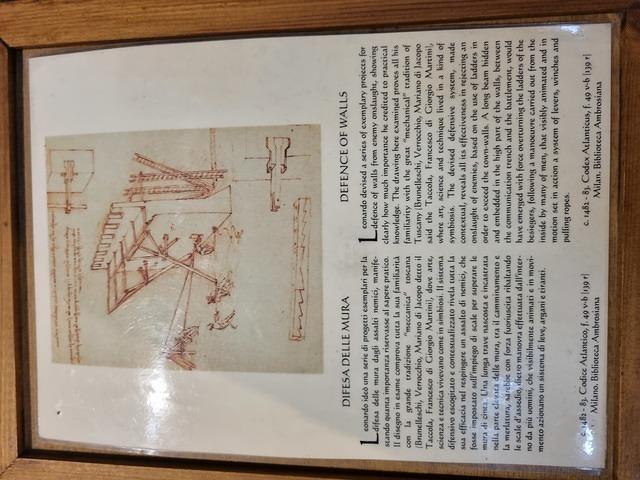 DIFESA DELLE MURA
Leonardo ideò una serie di progetti esemplari per la
difesa delle mura dagli assalti nemici, manife-
stando quanta importanza riservasse al sapere pratico.
Il disegno in esame comprova tutta la sua familiarità
con la grande tradizione "meccanica" toscana
(Brunelleschi, Verrocchio, Mariano di Jacopo detto il
Taccola, Francesco di Giorgio Martini), dove arte,
scienza e tecnica vivevano come in simbiosi. Il sistema
difensivo escogitato e contestualizzato rivela tutta la
sua efficacia nel respingere un assalto di nemici, che
fosse impostato sull'impiego di scale per superare le
mura di cinta. Una lunga trave nascosta e incastrata
nella parte elevata delle mura, tra il camminamento e
la merlatura, sarebbe con forza fuoriuscita ribaltando
le scale d'assedio, dietro manovra effettuata dall'inter-
no da più uomini, che visibilmente animati e in movi-
mento azionano un sistema di leve, argani e tiranti.
c. 1482 - 83. Codice Atlantico, f. 49 v-b [139 r]
Milano. Biblioteca Ambrosiana
DEFENCE OF WALLS
Leonardo devised a series of exemplary projects for
defence of walls from enemy onslaught, showing
clearly how much importance he credited to practical
knowledge. The drawing here examined proves all his
familiarity with the great "mechanical" tradition of
Tuscany (Brunelleschi, Verrocchio, Mariano di Jacopo
said the Taccola, Francesco di Giorgio Martini),
where art, science and technique lived in a kind of
symbiosis. The devised defensive system, made
contextual, reveals all its effectiveness in rejecting an
onslaught of enemies, based on the use of ladders in
order to exceed the town-walls. A long beam hidden
and embedded in the high part of the walls, between
the communication trench and the battlement, would
have emerged with force overturning the ladders of the
besiegers, following a manoeuvre carried out from the
inside by many of men, that visibly animated and in
motion set in action a system of levers, winches and
pulling ropes.
c. 1482 - 83. Codex Atlanticus, f. 49 v-b [139 r]
Milan. Biblioteca Ambrosiana